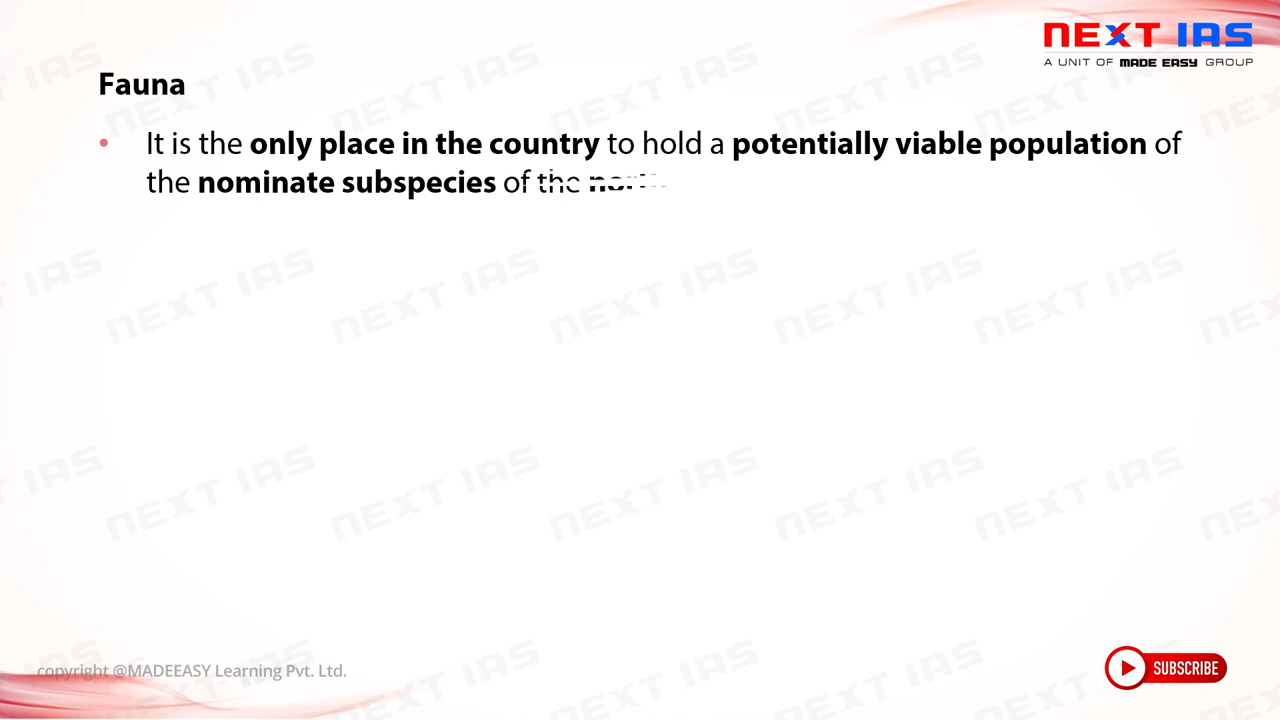 NEXT IAS
A UNIT OF MADE EASY GROUP
Fauna
• It is the only place in the country to hold a potentially viable population of
the nominate subspecies of the
copyright @MADEEASY Learning Pvt. Ltd.
SUBSCRIBE